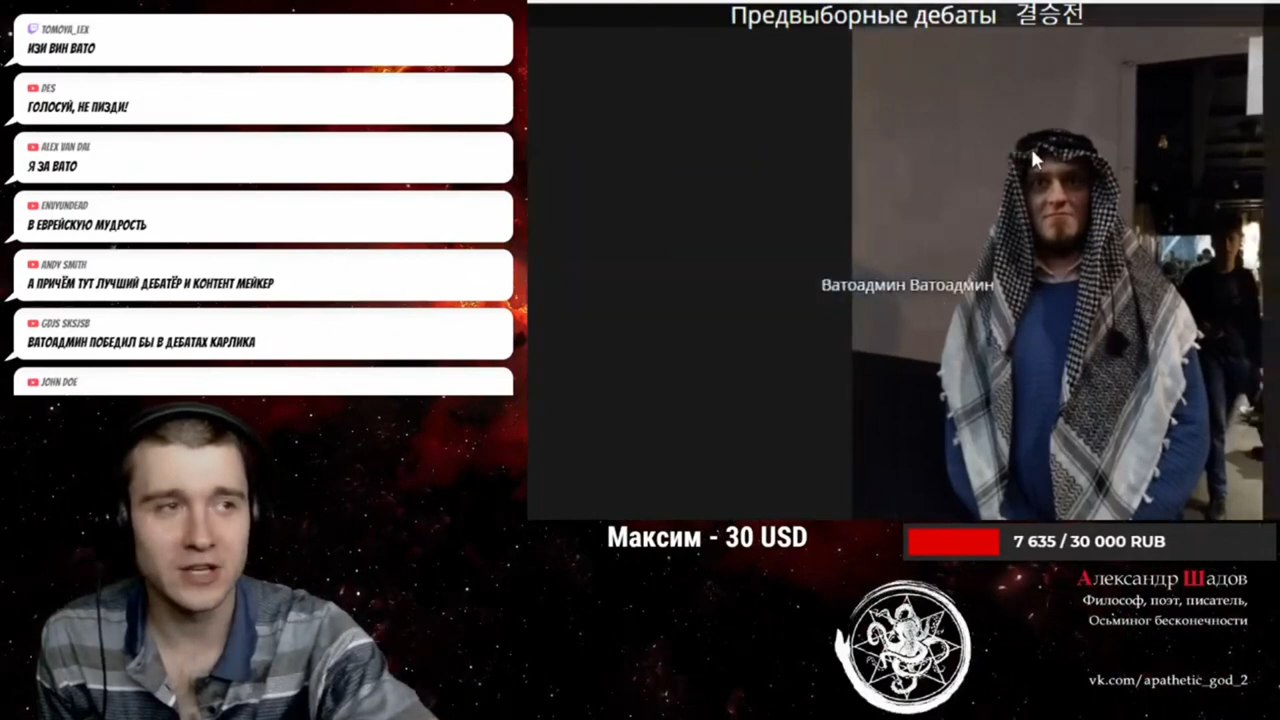 TOMOYA_LEX
ИЗИ ВИН ВАТО
DES
ГОЛОСУЙ, НЕ ПИЗДИ!
ALEX VAN DAL
Я ЗА ВАТО
ENVYUNDEAD
В ЕВРЕЙСКУЮ МУДРОСТЬ
ANDY SMITH
А ПРИЧЁМ ТУТ ЛУЧШИЙ ДЕБАТЁР И КОНТЕНТ МЕЙКЕР
GDJS SKSJSB
ВАТОАДМИН ПОБЕДИЛ БЫ В ДЕБАТАХ КАРЛИКА
JOHN DOE
Предвыборные дебаты 결승전
Ватоадмин Ватоадмин
Максим - 30 USD
7 635 / 30 000 RUB
Александр Шадов
Философ, поэт, писатель,
Осьминог бесконечности
vk.com/apathetic_god_2